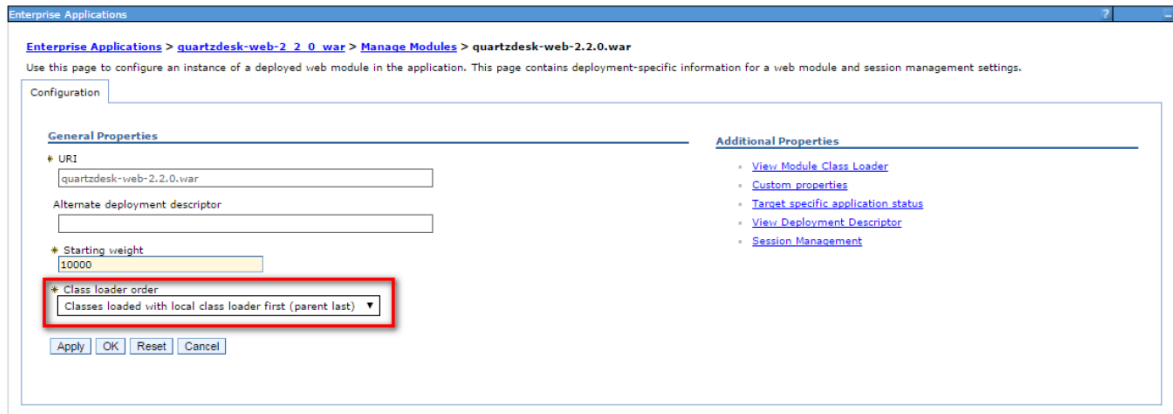 Enterprise Applications
?
Enterprise Applications > quartzdesk-web-2_2_0_war > Manage Modules > quartzdesk-web-2.2.0.war
Use this page to configure an instance of a deployed web module in the application. This page contains deployment-specific information for a web module and session management settings.
Configuration
General Properties
URI
quartzdesk-web-2.2.0.war
Alternate deployment descriptor
Starting weight
10000
Class loader order
Classes loaded with local class loader first (parent last)
Apply OK Reset Cancel
Additional Properties
View Module Class Loader
Custom properties
Target specific application status
View Deployment Descriptor
Session Management